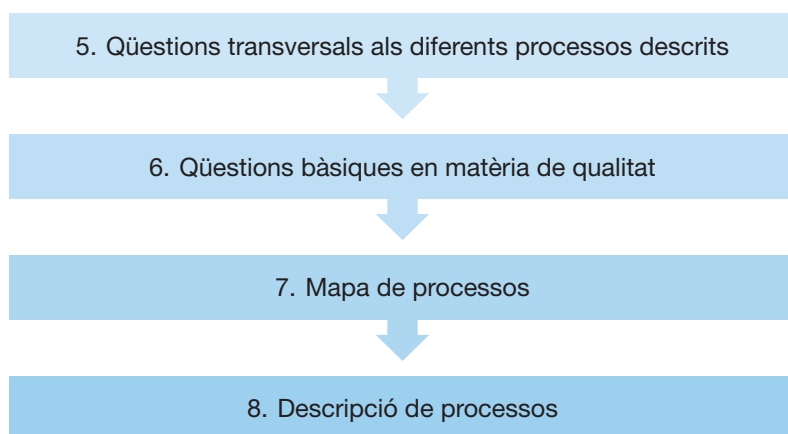 5. Qüestions transversals als diferents processos descrits
6. Qüestions bàsiques en matèria de qualitat
7. Mapa de processos
8. Descripció de processos